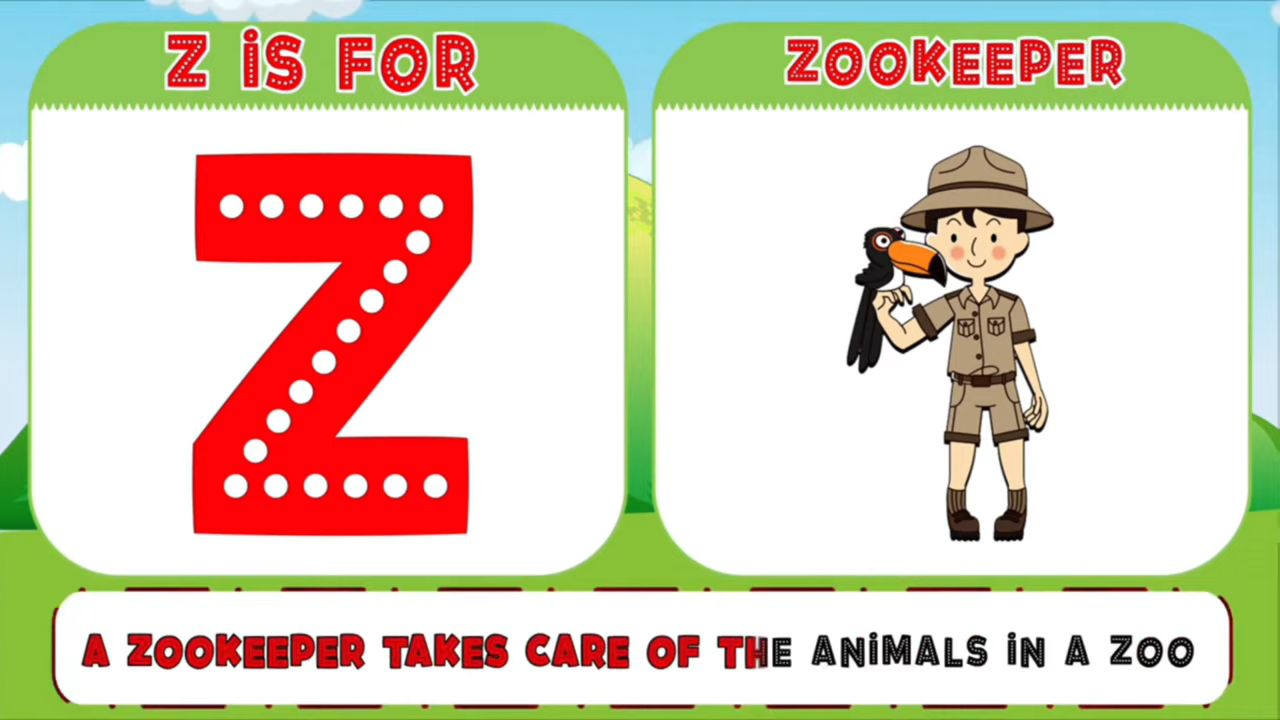 Z iS FOR
ZOOKEEPER
Z
A ZOOKEEPER TAKES CARE OF THE ANiMALS iN A ZOO